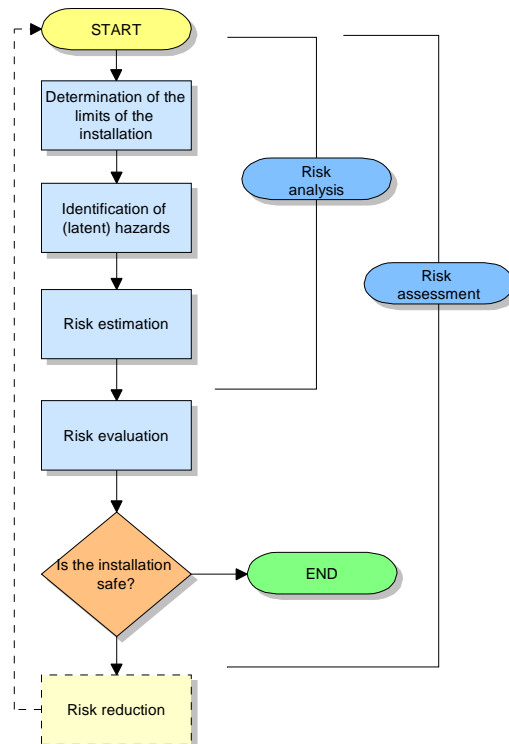 START
Determination of the
limits of the
installation
Risk
analysis
Identification of
(latent) hazards
Risk
assessment
Risk estimation
Risk evaluation
Is the installation
safe?
END
Risk reduction